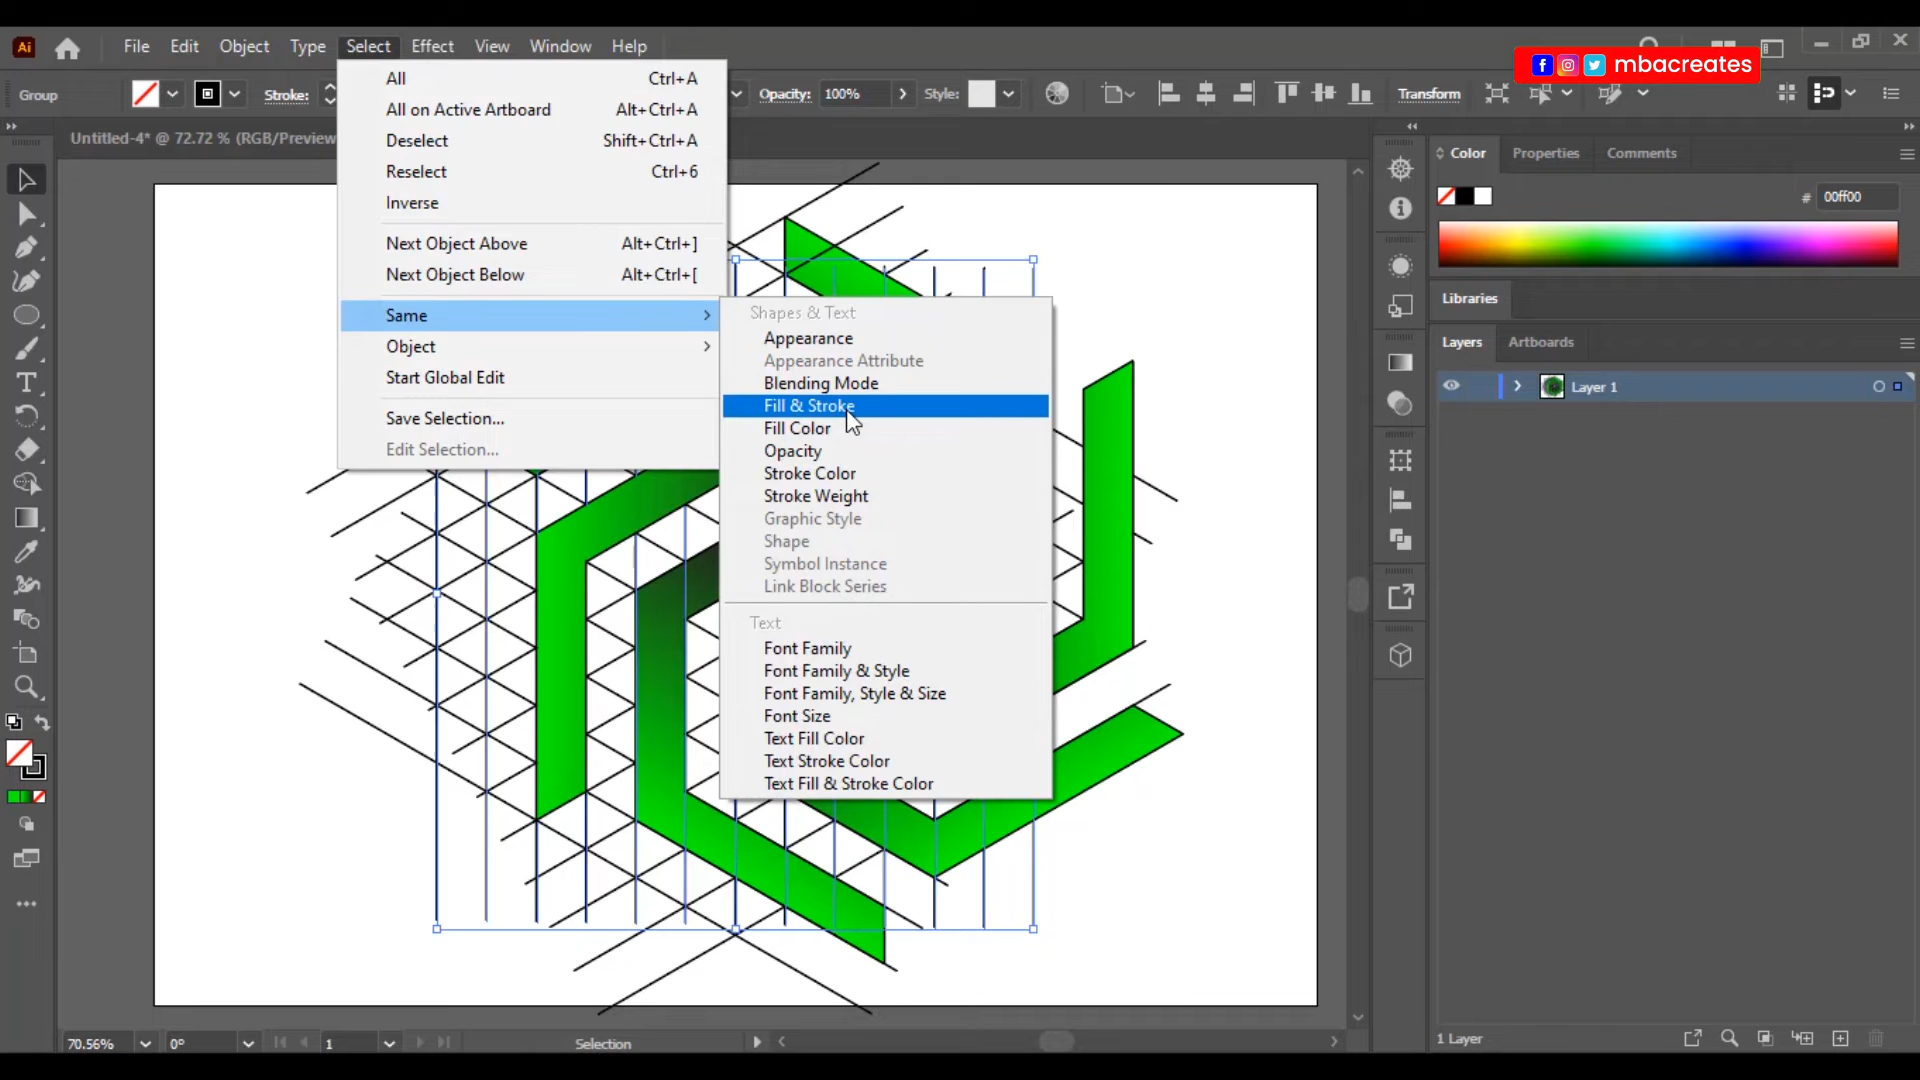 Ai File Edit Object Type Select Effect View Window Help
mbacreates
Group Stroke: Opacity: 100% Style: Transform
Untitled-4* @ 72.72 % (RGB/Preview
All Ctrl+A
All on Active Artboard Alt+Ctrl+A
Deselect Shift+Ctrl+A
Reselect Ctrl+6
Inverse
Next Object Above Alt+Ctrl+]
Next Object Below Alt+Ctrl+[
Same
Object
Start Global Edit
Save Selection...
Edit Selection...
Shapes & Text
Appearance
Appearance Attribute
Blending Mode
Fill & Stroke
Fill Color
Opacity
Stroke Color
Stroke Weight
Graphic Style
Shape
Symbol Instance
Link Block Series
Text
Font Family
Font Family & Style
Font Family, Style & Size
Font Size
Text Fill Color
Text Stroke Color
Text Fill & Stroke Color
Color Properties Comments
# 00ff00
Libraries
Layers Artboards
Layer 1
70.56% 0° 1 Selection
1 Layer